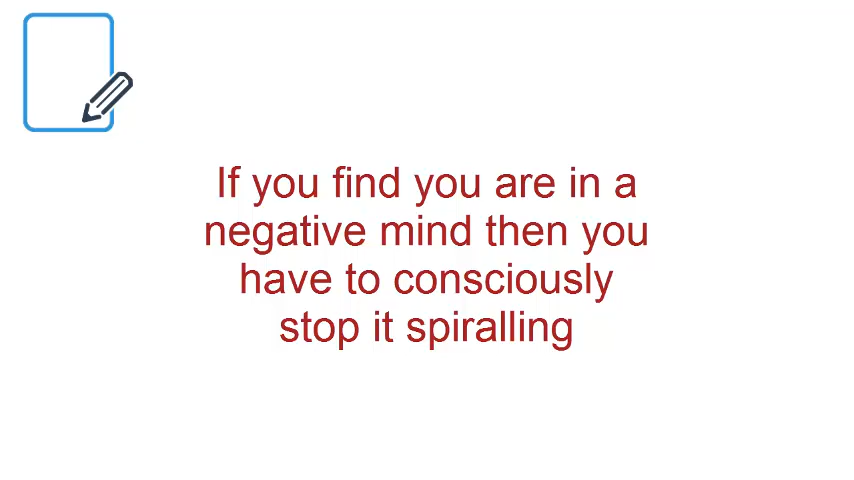 If you find you are in a
negative mind then you
have to consciously
stop it spiralling